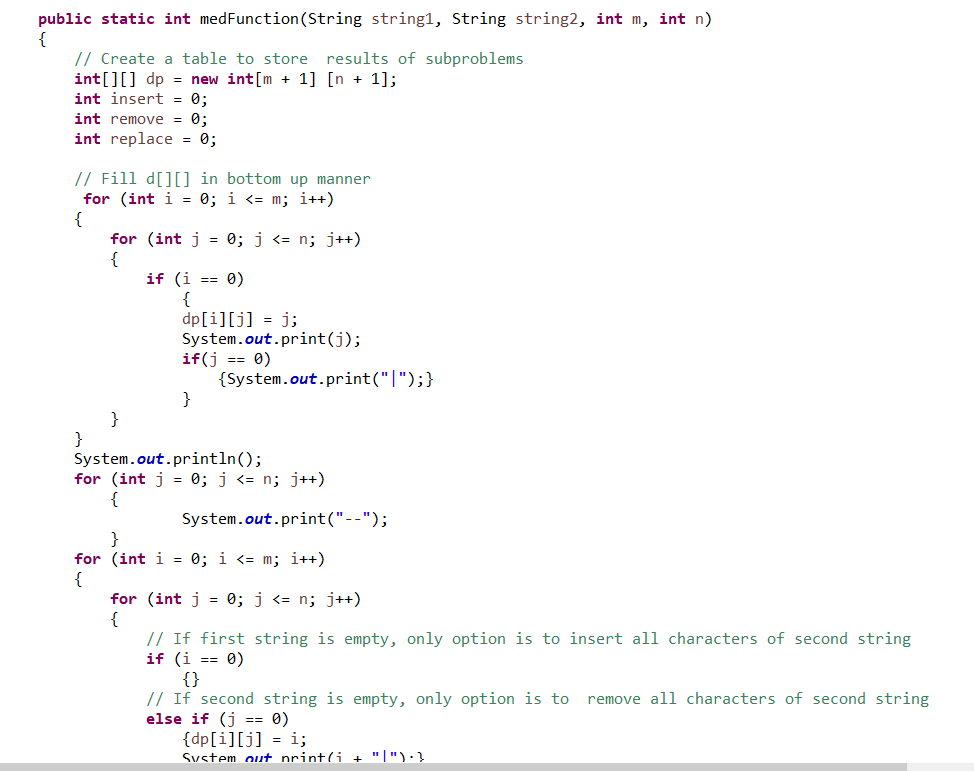 public static int medFunction(String string1, String string2, int m, int n)
{
// Create a table to store  results of subproblems
int[][] dp = new int[m + 1] [n + 1];
int insert = 0;
int remove = 0;
int replace = 0;
// Fill d[][] in bottom up manner
for (int i = 0; i <= m; i++)
{
for (int j = 0; j <= n; j++)
{
if (i == 0)
{
dp[i][j] = j;
System.out.print(j);
if(j == 0)
{System.out.print("|");}
}
}
}
System.out.println();
for (int j = 0; j <= n; j++)
{
System.out.print("--");
}
for (int i = 0; i <= m; i++)
{
for (int j = 0; j <= n; j++)
{
// If first string is empty, only option is to insert all characters of second string
if (i == 0)
{}
// If second string is empty, only option is to  remove all characters of second string
else if (j == 0)
{dp[i][j] = i;
System.out.print(i + "|");}